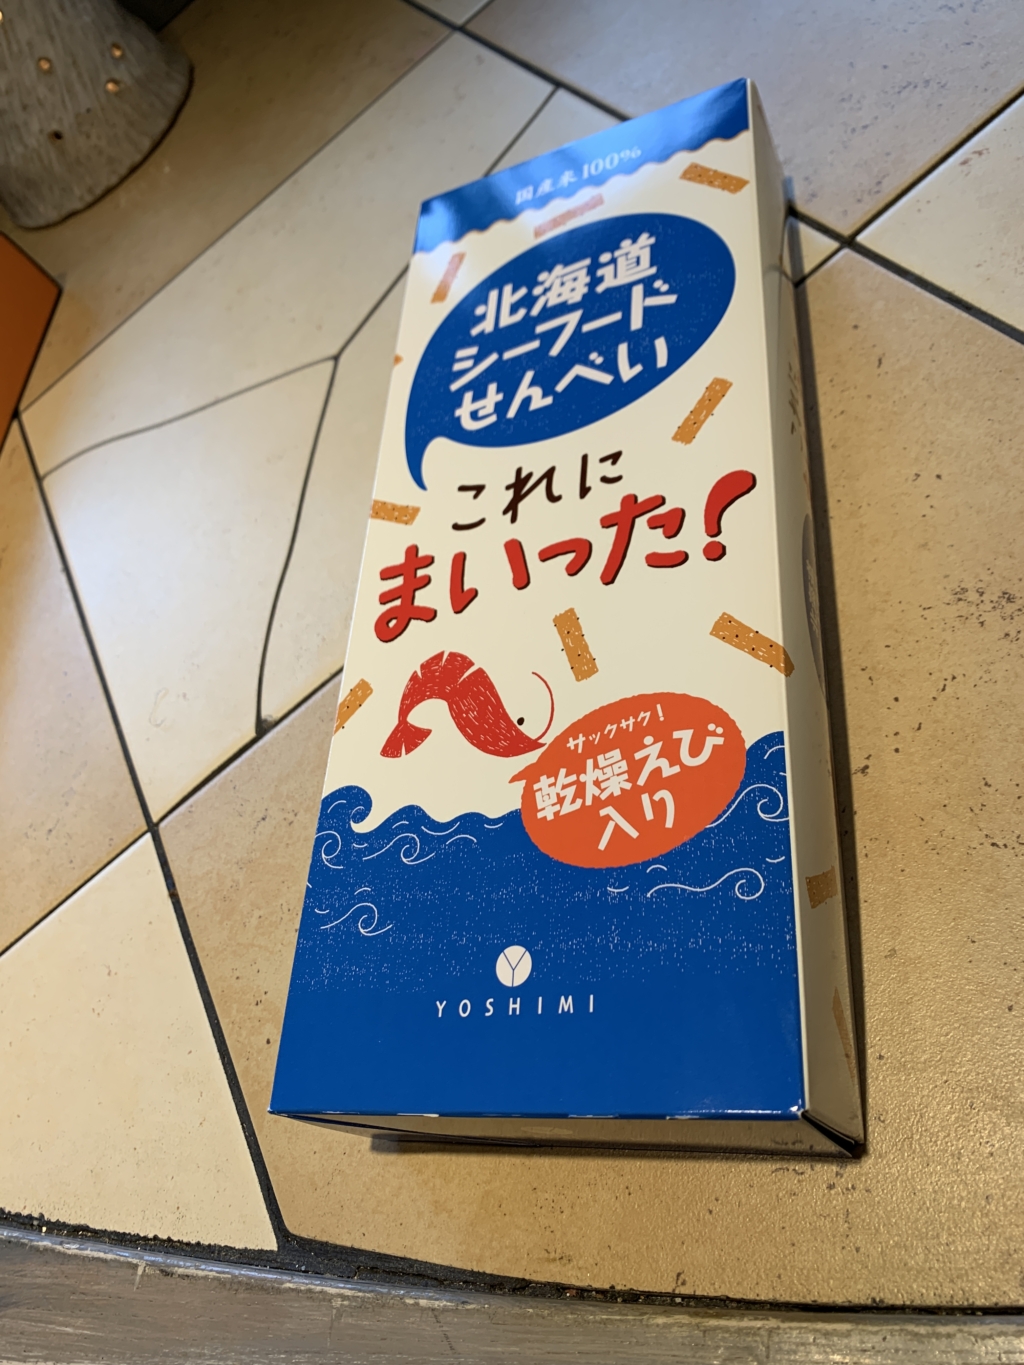 国産米100%
北海道
シーフード
せんべい
これに
まいった!
サックサク!
乾燥えび
入り
YOSHIMI